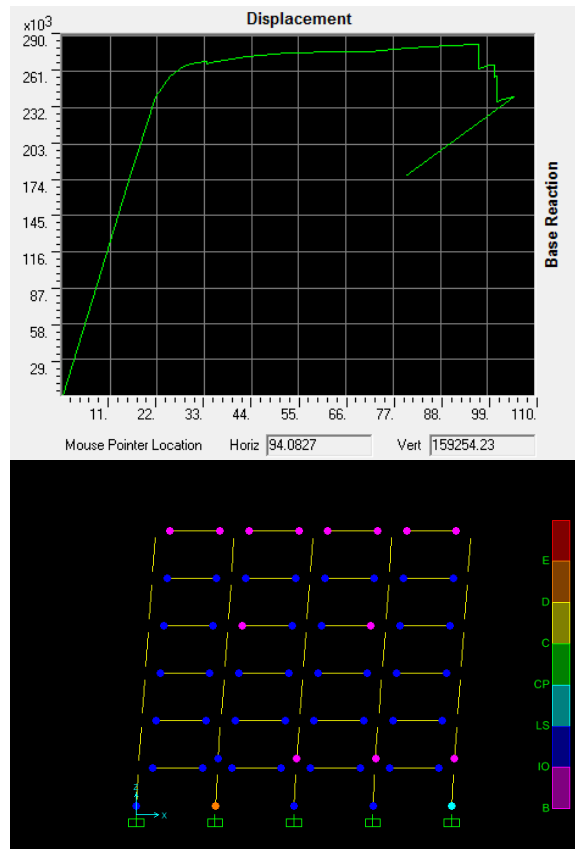 Displacement
x10³
290.
261.
232.
203.
174.
145.
116.
87.
58.
29.
Base Reaction
11. 22. 33. 44. 55. 66. 77. 88. 99. 110.
Mouse Pointer Location Horiz 94.0827 Vert 159254.23
E
D
C
CP
LS
IO
B
Z
X